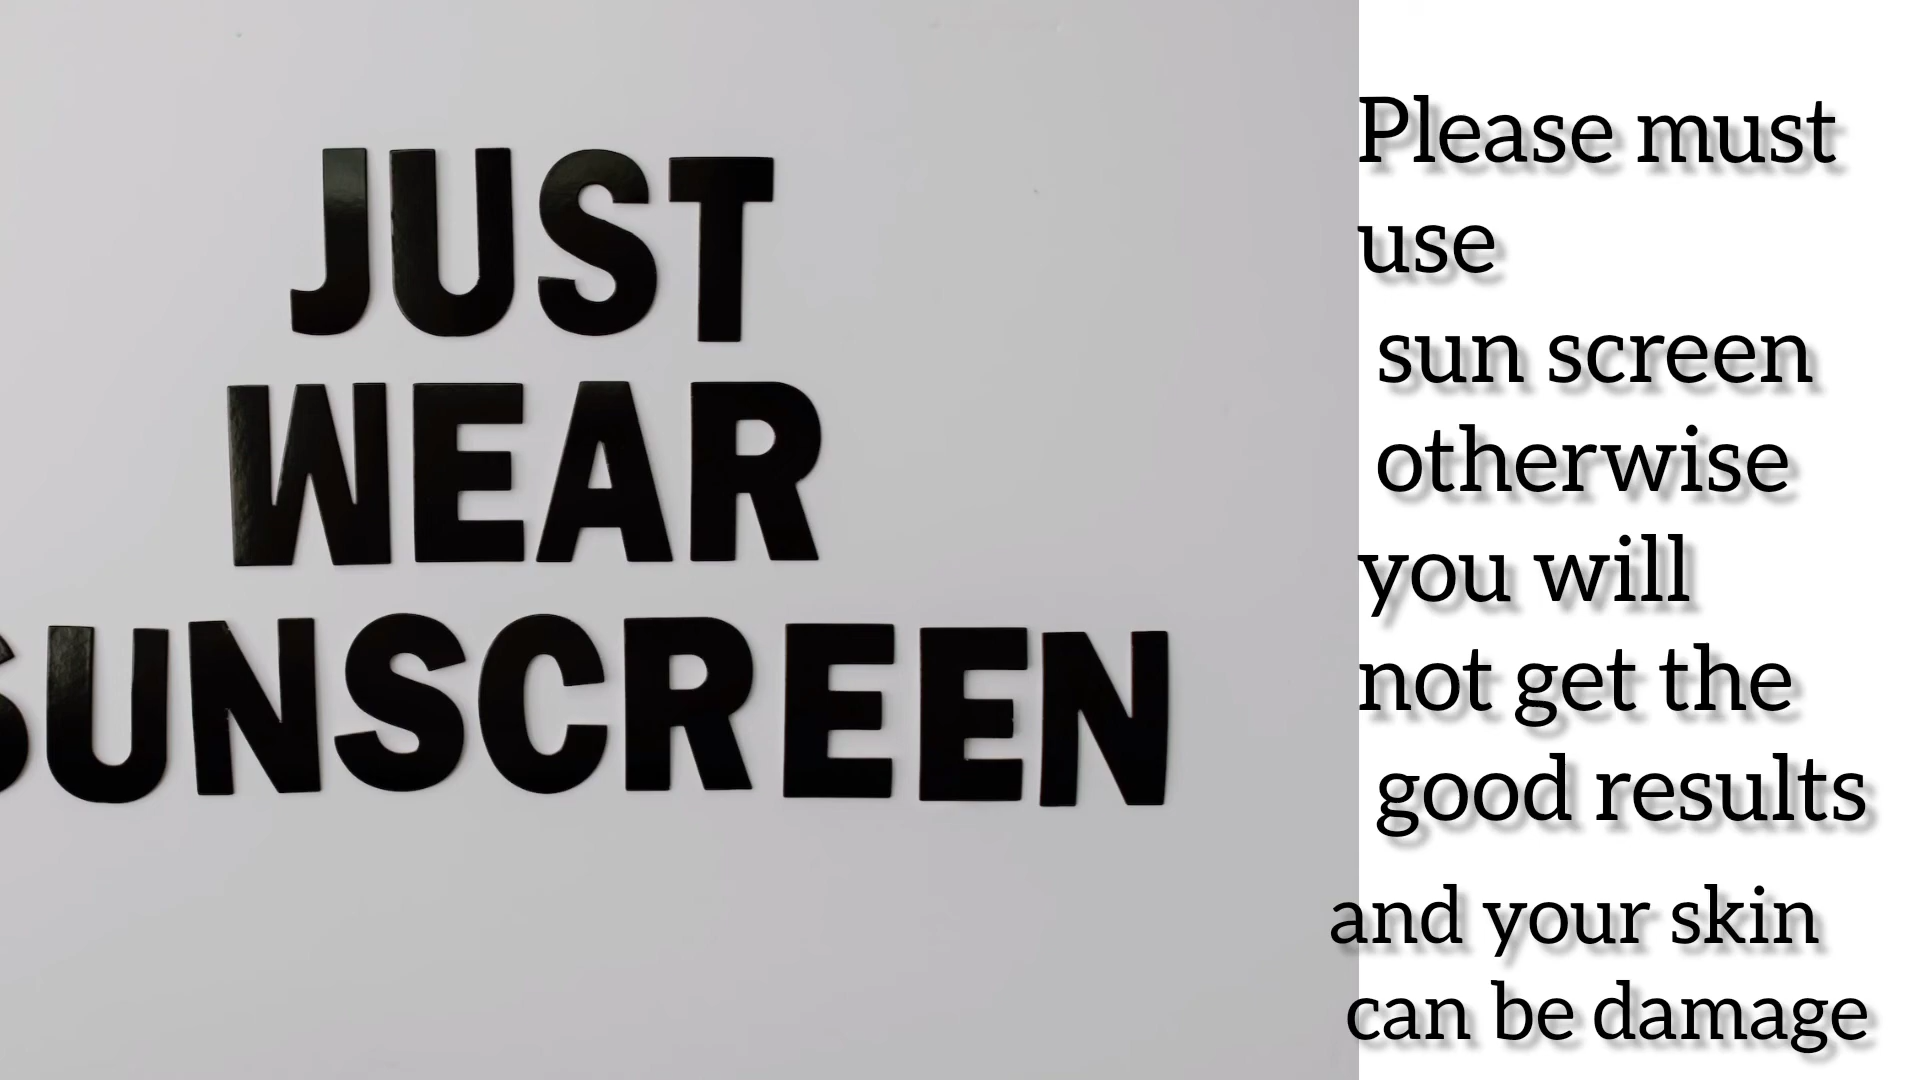 JUST
WEAR
SUNSCREEN
Please must
use
sun screen
otherwise
you will
not get the
good results
and your skin
can be damage